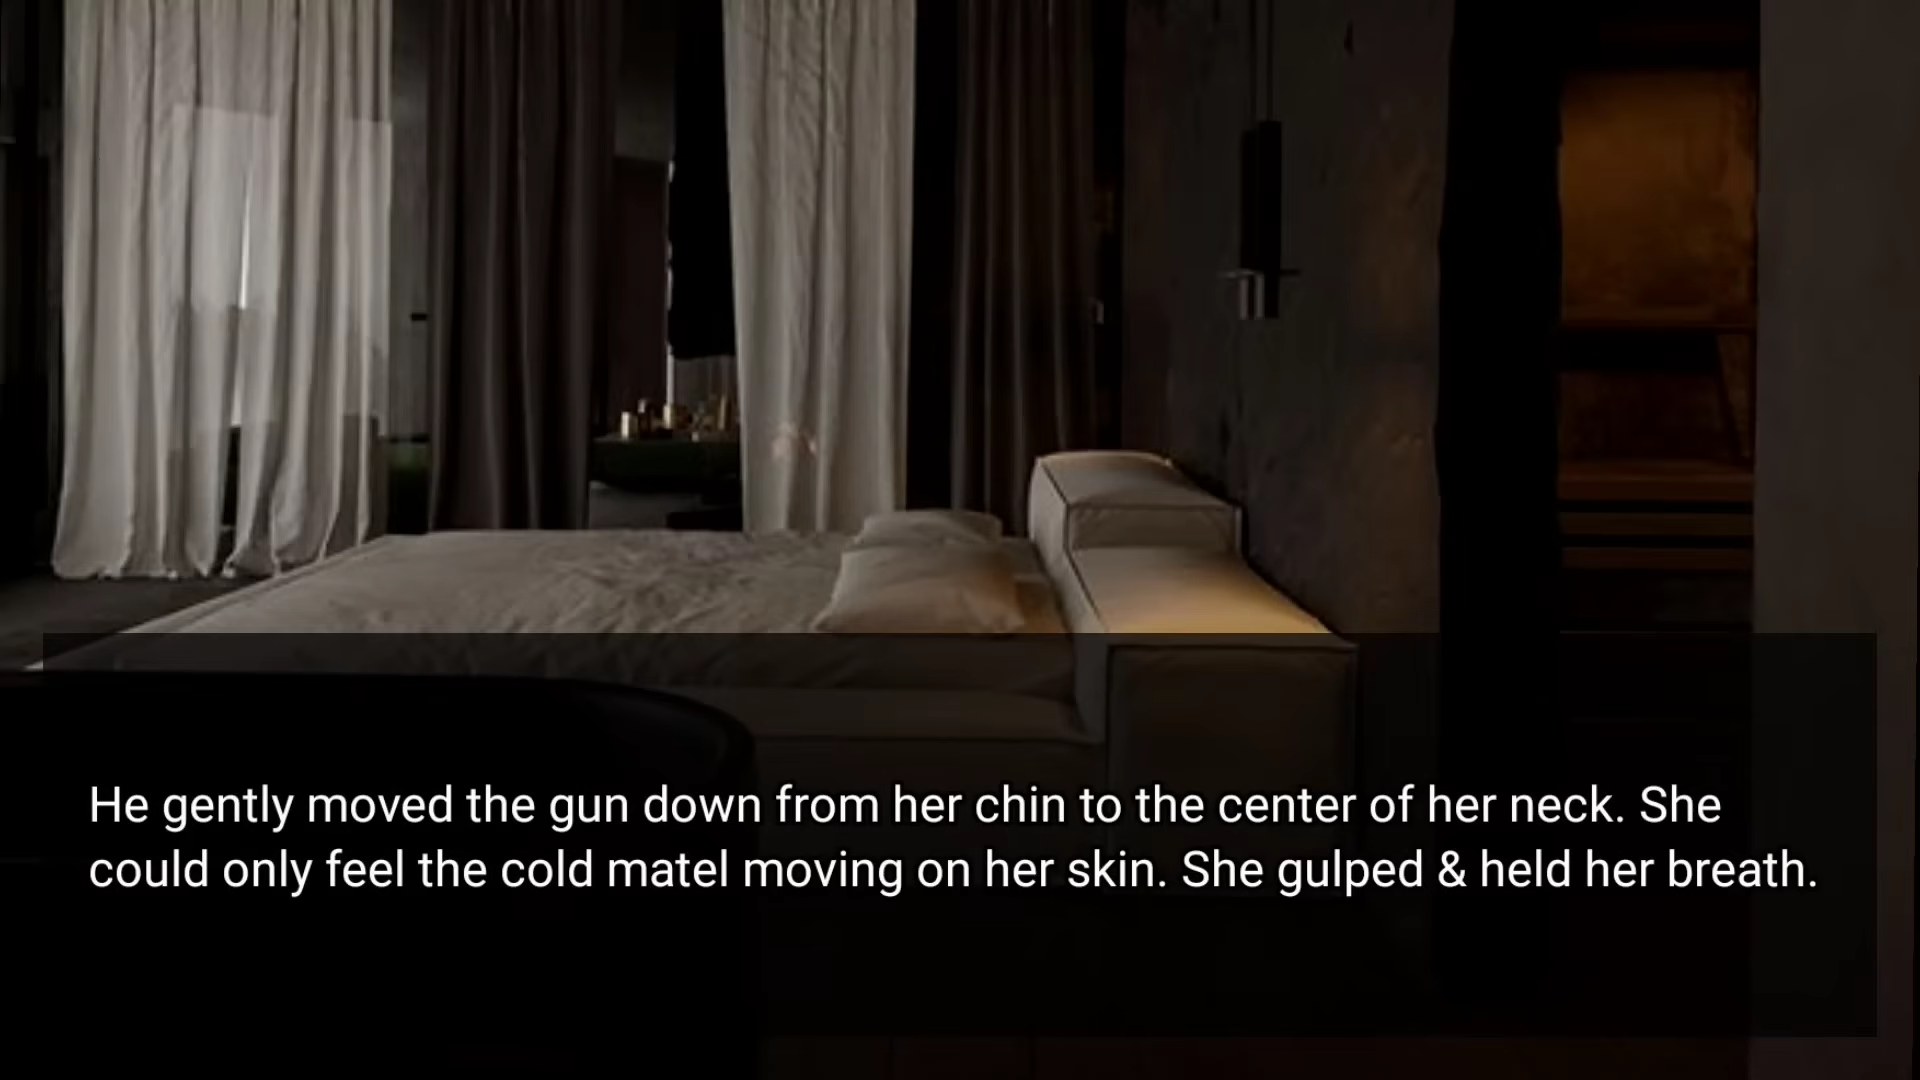 He gently moved the gun down from her chin to the center of her neck. She
could only feel the cold matel moving on her skin. She gulped & held her breath.